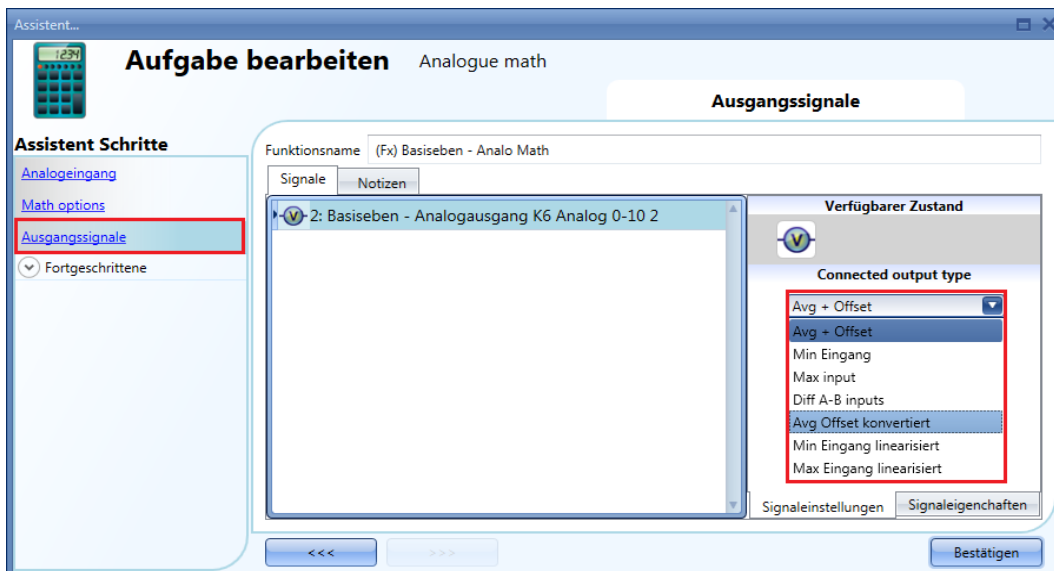 Assistent...
1234
Aufgabe bearbeiten Analogue math
Ausgangssignale
Assistent Schritte
Analogeingang
Math options
Ausgangssignale
Fortgeschrittene
Funktionsname (Fx) Basiseben - Analo Math
Signale Notizen
V 2: Basiseben - Analogausgang K6 Analog 0-10 2
Verfügbarer Zustand
V
Connected output type
Avg + Offset
Avg + Offset
Min Eingang
Max input
Diff A-B inputs
Avg Offset konvertiert
Min Eingang linearisiert
Max Eingang linearisiert
Signaleinstellungen Signaleigenchaften
<<< >>> Bestätigen